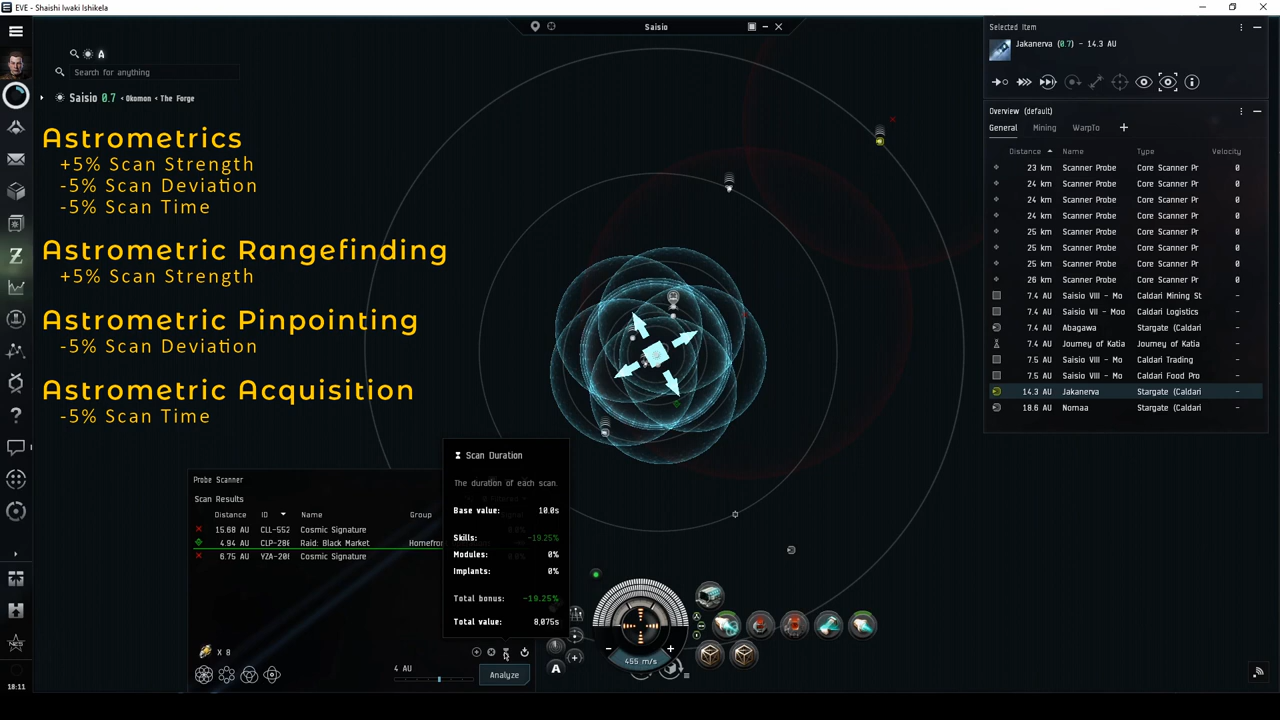 EVE - Shaishi Iwaki Ishikela
Saisio
A
Search for anything
Saisio 0.7 < Okomon < The Forge
Astrometrics
+5% Scan Strength
-5% Scan Deviation
-5% Scan Time
Astrometric Rangefinding
+5% Scan Strength
Astrometric Pinpointing
-5% Scan Deviation
Astrometric Acquisition
-5% Scan Time
Selected Item
Jakanerva (0.7) - 14.3 AU
Overview (default)
General Mining WarpTo
Distance Name Type Velocity
23 km Scanner Probe Core Scanner Pr 0
24 km Scanner Probe Core Scanner Pr 0
24 km Scanner Probe Core Scanner Pr 0
24 km Scanner Probe Core Scanner Pr 0
25 km Scanner Probe Core Scanner Pr 0
25 km Scanner Probe Core Scanner Pr 0
25 km Scanner Probe Core Scanner Pr 0
26 km Scanner Probe Core Scanner Pr 0
7.4 AU Saisio VIII - Mo Caldari Mining St -
7.4 AU Saisio VII - Moo Caldari Logistics -
7.4 AU Abagawa Stargate (Caldari -
7.4 AU Journey of Katia Journey of Katia -
7.5 AU Saisio VIII - Mo Caldari Trading -
7.5 AU Saisio VIII - Mo Caldari Food Pro -
14.3 AU Jakanerva Stargate (Caldari -
18.6 AU Nomaa Stargate (Caldari -
Probe Scanner
Scan Results
Distance ID Name Group
15.68 AU CLL-552 Cosmic Signature
4.94 AU CLP-286 Raid: Black Market Homefron
6.75 AU YZA-208 Cosmic Signature
X 8
4 AU
Analyze
Scan Duration
The duration of each scan.
Base value: 10.0s
Skills: -19.25%
Modules: 0%
Implants: 0%
Total bonus: -19.25%
Total value: 8,075s
A
455 m/s
18:11